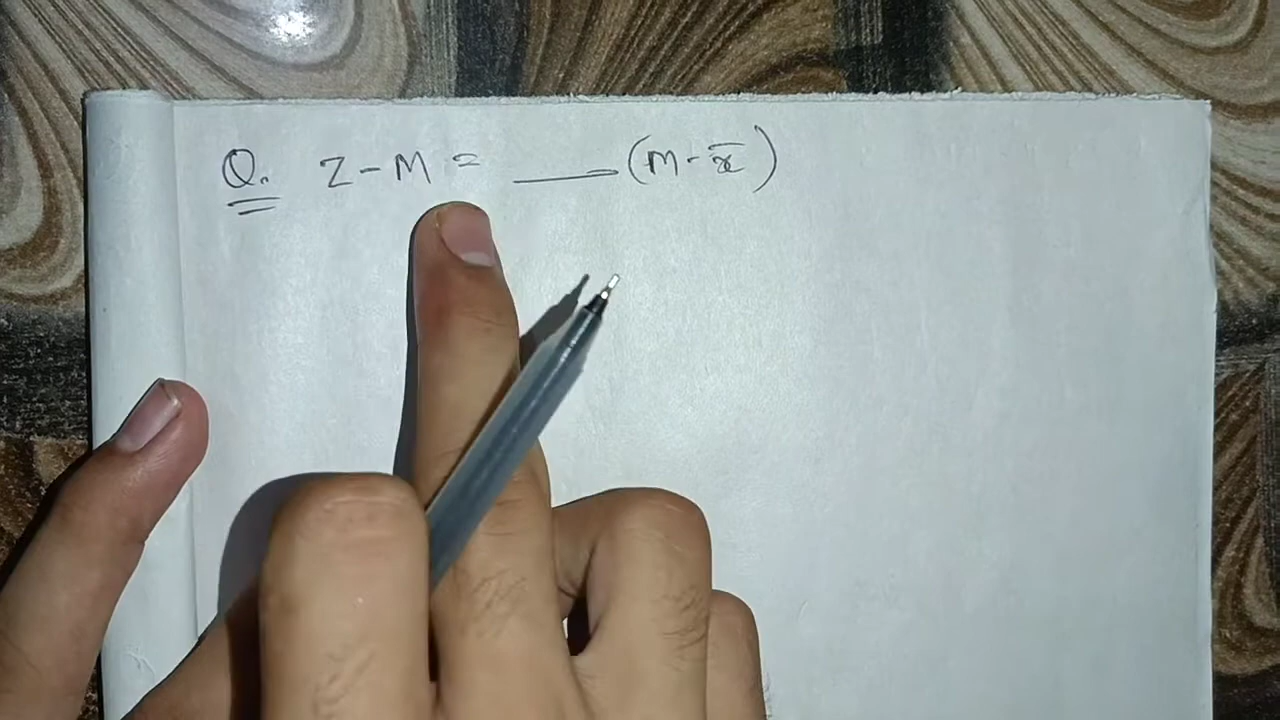 Q. Z - M = ____ (M - x̄)